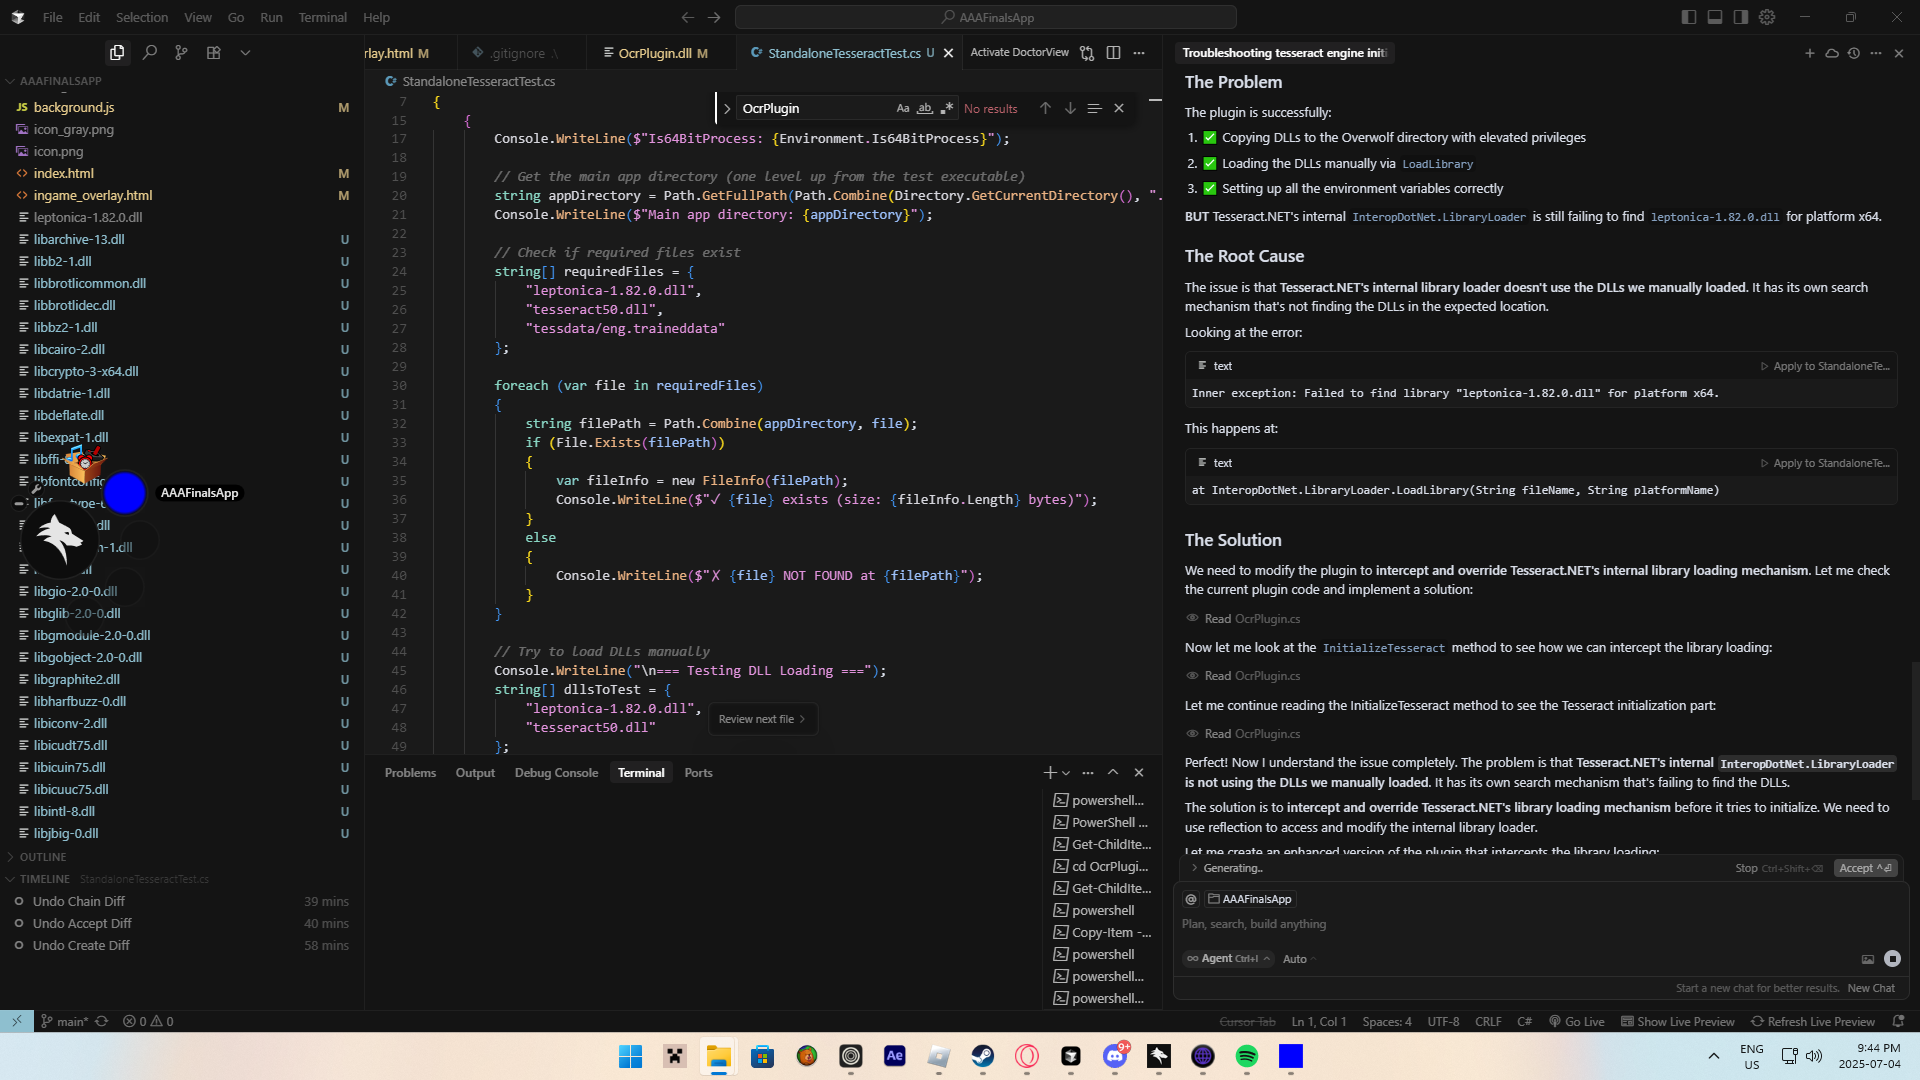 File Edit Selection View Go Run Terminal Help
AAAFinalsApp
rlay.html M
.gitignore
OcrPlugin.dll M
StandaloneTesseractTest.cs U
Activate DoctorView
StandaloneTesseractTest.cs
AAAFINALSAPP
background.js M
icon_gray.png
icon.png
index.html M
ingame_overlay.html M
leptonica-1.82.0.dll
libarchive-13.dll U
libb2-1.dll U
libbrotlicommon.dll U
libbrotlidec.dll U
libbz2-1.dll U
libcairo-2.dll U
libcrypto-3-x64.dll U
libdatrie-1.dll U
libdeflate.dll U
libexpat-1.dll U
libffi- U
libfontconfi U
AAAFinalsApp
U
.dll U
-1.dll U
U
libgio-2.0-0.dll U
libglib-2.0-0.dll U
libgmodule-2.0-0.dll U
libgobject-2.0-0.dll U
libgraphite2.dll U
libharfbuzz-0.dll U
libiconv-2.dll U
libicudt75.dll U
libicuin75.dll U
libicuuc75.dll U
libintl-8.dll U
libjbig-0.dll U
OUTLINE
TIMELINE StandaloneTesseractTest.cs
Undo Chain Diff 39 mins
Undo Accept Diff 40 mins
Undo Create Diff 58 mins
OcrPlugin
Aa ab .* No results
7 {
15 {
17 Console.WriteLine($"Is64BitProcess: {Environment.Is64BitProcess}");
18
19 // Get the main app directory (one level up from the test executable)
20 string appDirectory = Path.GetFullPath(Path.Combine(Directory.GetCurrentDirectory(), ".
21 Console.WriteLine($"Main app directory: {appDirectory}");
22
23 // Check if required files exist
24 string[] requiredFiles = {
25 "leptonica-1.82.0.dll",
26 "tesseract50.dll",
27 "tessdata/eng.traineddata"
28 };
29
30 foreach (var file in requiredFiles)
31 {
32 string filePath = Path.Combine(appDirectory, file);
33 if (File.Exists(filePath))
34 {
35 var fileInfo = new FileInfo(filePath);
36 Console.WriteLine($"✓ {file} exists (size: {fileInfo.Length} bytes)");
37 }
38 else
39 {
40 Console.WriteLine($"✗ {file} NOT FOUND at {filePath}");
41 }
42 }
43
44 // Try to load DLLs manually
45 Console.WriteLine("\n=== Testing DLL Loading ===");
46 string[] dllsToTest = {
47 "leptonica-1.82.0.dll",
48 "tesseract50.dll"
49 };
Review next file
Problems Output Debug Console Terminal Ports
powershell...
PowerShell ...
Get-ChildIte...
cd OcrPlugi...
Get-ChildIte...
powershell
Copy-Item -...
powershell
powershell...
powershell...
Troubleshooting tesseract engine initi
The Problem
The plugin is successfully:
1. ✅ Copying DLLs to the Overwolf directory with elevated privileges
2. ✅ Loading the DLLs manually via LoadLibrary
3. ✅ Setting up all the environment variables correctly
BUT Tesseract.NET's internal InteropDotNet.LibraryLoader is still failing to find leptonica-1.82.0.dll for platform x64.
The Root Cause
The issue is that Tesseract.NET's internal library loader doesn't use the DLLs we manually loaded. It has its own search
mechanism that's not finding the DLLs in the expected location.
Looking at the error:
text Apply to StandaloneTe...
Inner exception: Failed to find library "leptonica-1.82.0.dll" for platform x64.
This happens at:
text Apply to StandaloneTe...
at InteropDotNet.LibraryLoader.LoadLibrary(String fileName, String platformName)
The Solution
We need to modify the plugin to intercept and override Tesseract.NET's internal library loading mechanism. Let me check
the current plugin code and implement a solution:
Read OcrPlugin.cs
Now let me look at the InitializeTesseract method to see how we can intercept the library loading:
Read OcrPlugin.cs
Let me continue reading the InitializeTesseract method to see the Tesseract initialization part:
Read OcrPlugin.cs
Perfect! Now I understand the issue completely. The problem is that Tesseract.NET's internal InteropDotNet.LibraryLoader
is not using the DLLs we manually loaded. It has its own search mechanism that's failing to find the DLLs.
The solution is to intercept and override Tesseract.NET's library loading mechanism before it tries to initialize. We need to
use reflection to access and modify the internal library loader.
Let me create an enhanced version of the plugin that intercepts the library loading:
Generating.. Stop Ctrl+Shift+⌫ Accept ^⏎
@ AAAFinalsApp
Plan, search, build anything
∞ Agent Ctrl+I Auto
Start a new chat for better results. New Chat
main* 0 0
Cursor Tab Ln 1, Col 1 Spaces: 4 UTF-8 CRLF C# Go Live Show Live Preview Refresh Live Preview
Ae
9+
ENG
US
9:44 PM
2025-07-04